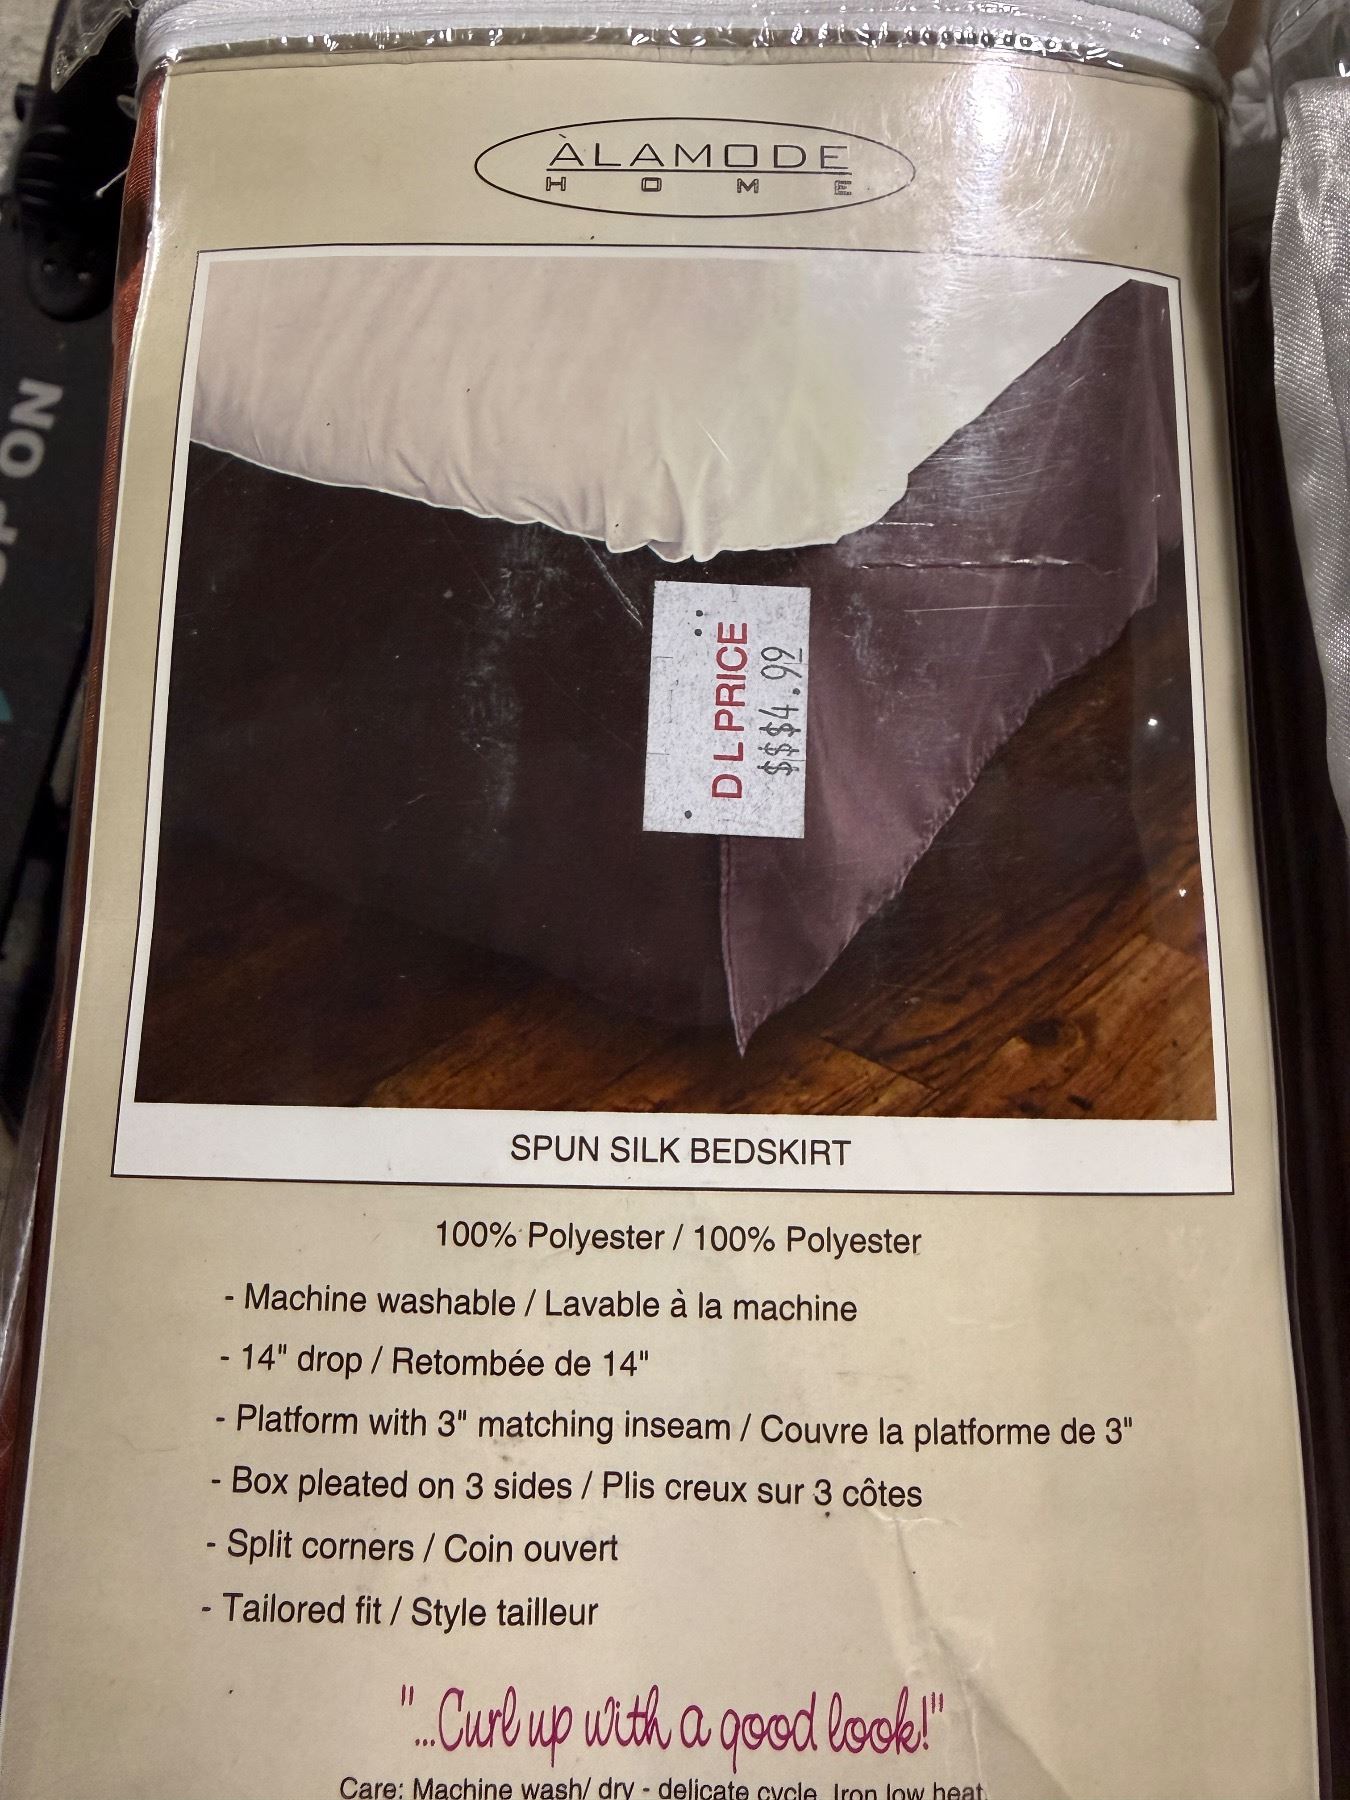 ÀLAMODE
HOME
D L PRICE
$$$4.99
SPUN SILK BEDSKIRT
100% Polyester / 100% Polyester
- Machine washable / Lavable à la machine
- 14" drop / Retombée de 14"
- Platform with 3" matching inseam / Couvre la platforme de 3"
- Box pleated on 3 sides / Plis creux sur 3 côtes
- Split corners / Coin ouvert
- Tailored fit / Style tailleur
"...Curl up with a good look!"
Care: Machine wash/ dry - delicate cycle. Iron low heat.
ON